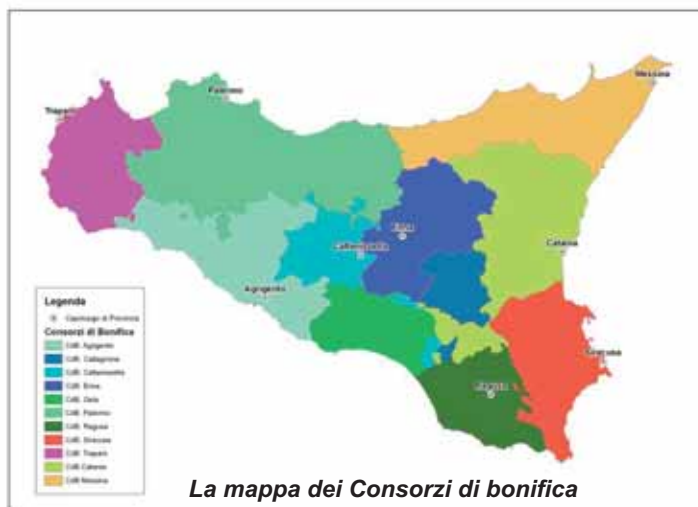 Messina
Palermo
Trapani
Enna
Caltanissetta
Catania
Agrigento
Siracusa
Ragusa
Legenda
Capoluogo di Provincia
Consorzi di Bonifica
CdB. Agrigento
CdB. Caltagirone
CdB. Caltanissetta
CdB. Enna
CdB. Gela
CdB. Palermo
CdB. Ragusa
CdB. Siracusa
CdB. Trapani
CdB Catania
CdB Messina
La mappa dei Consorzi di bonifica